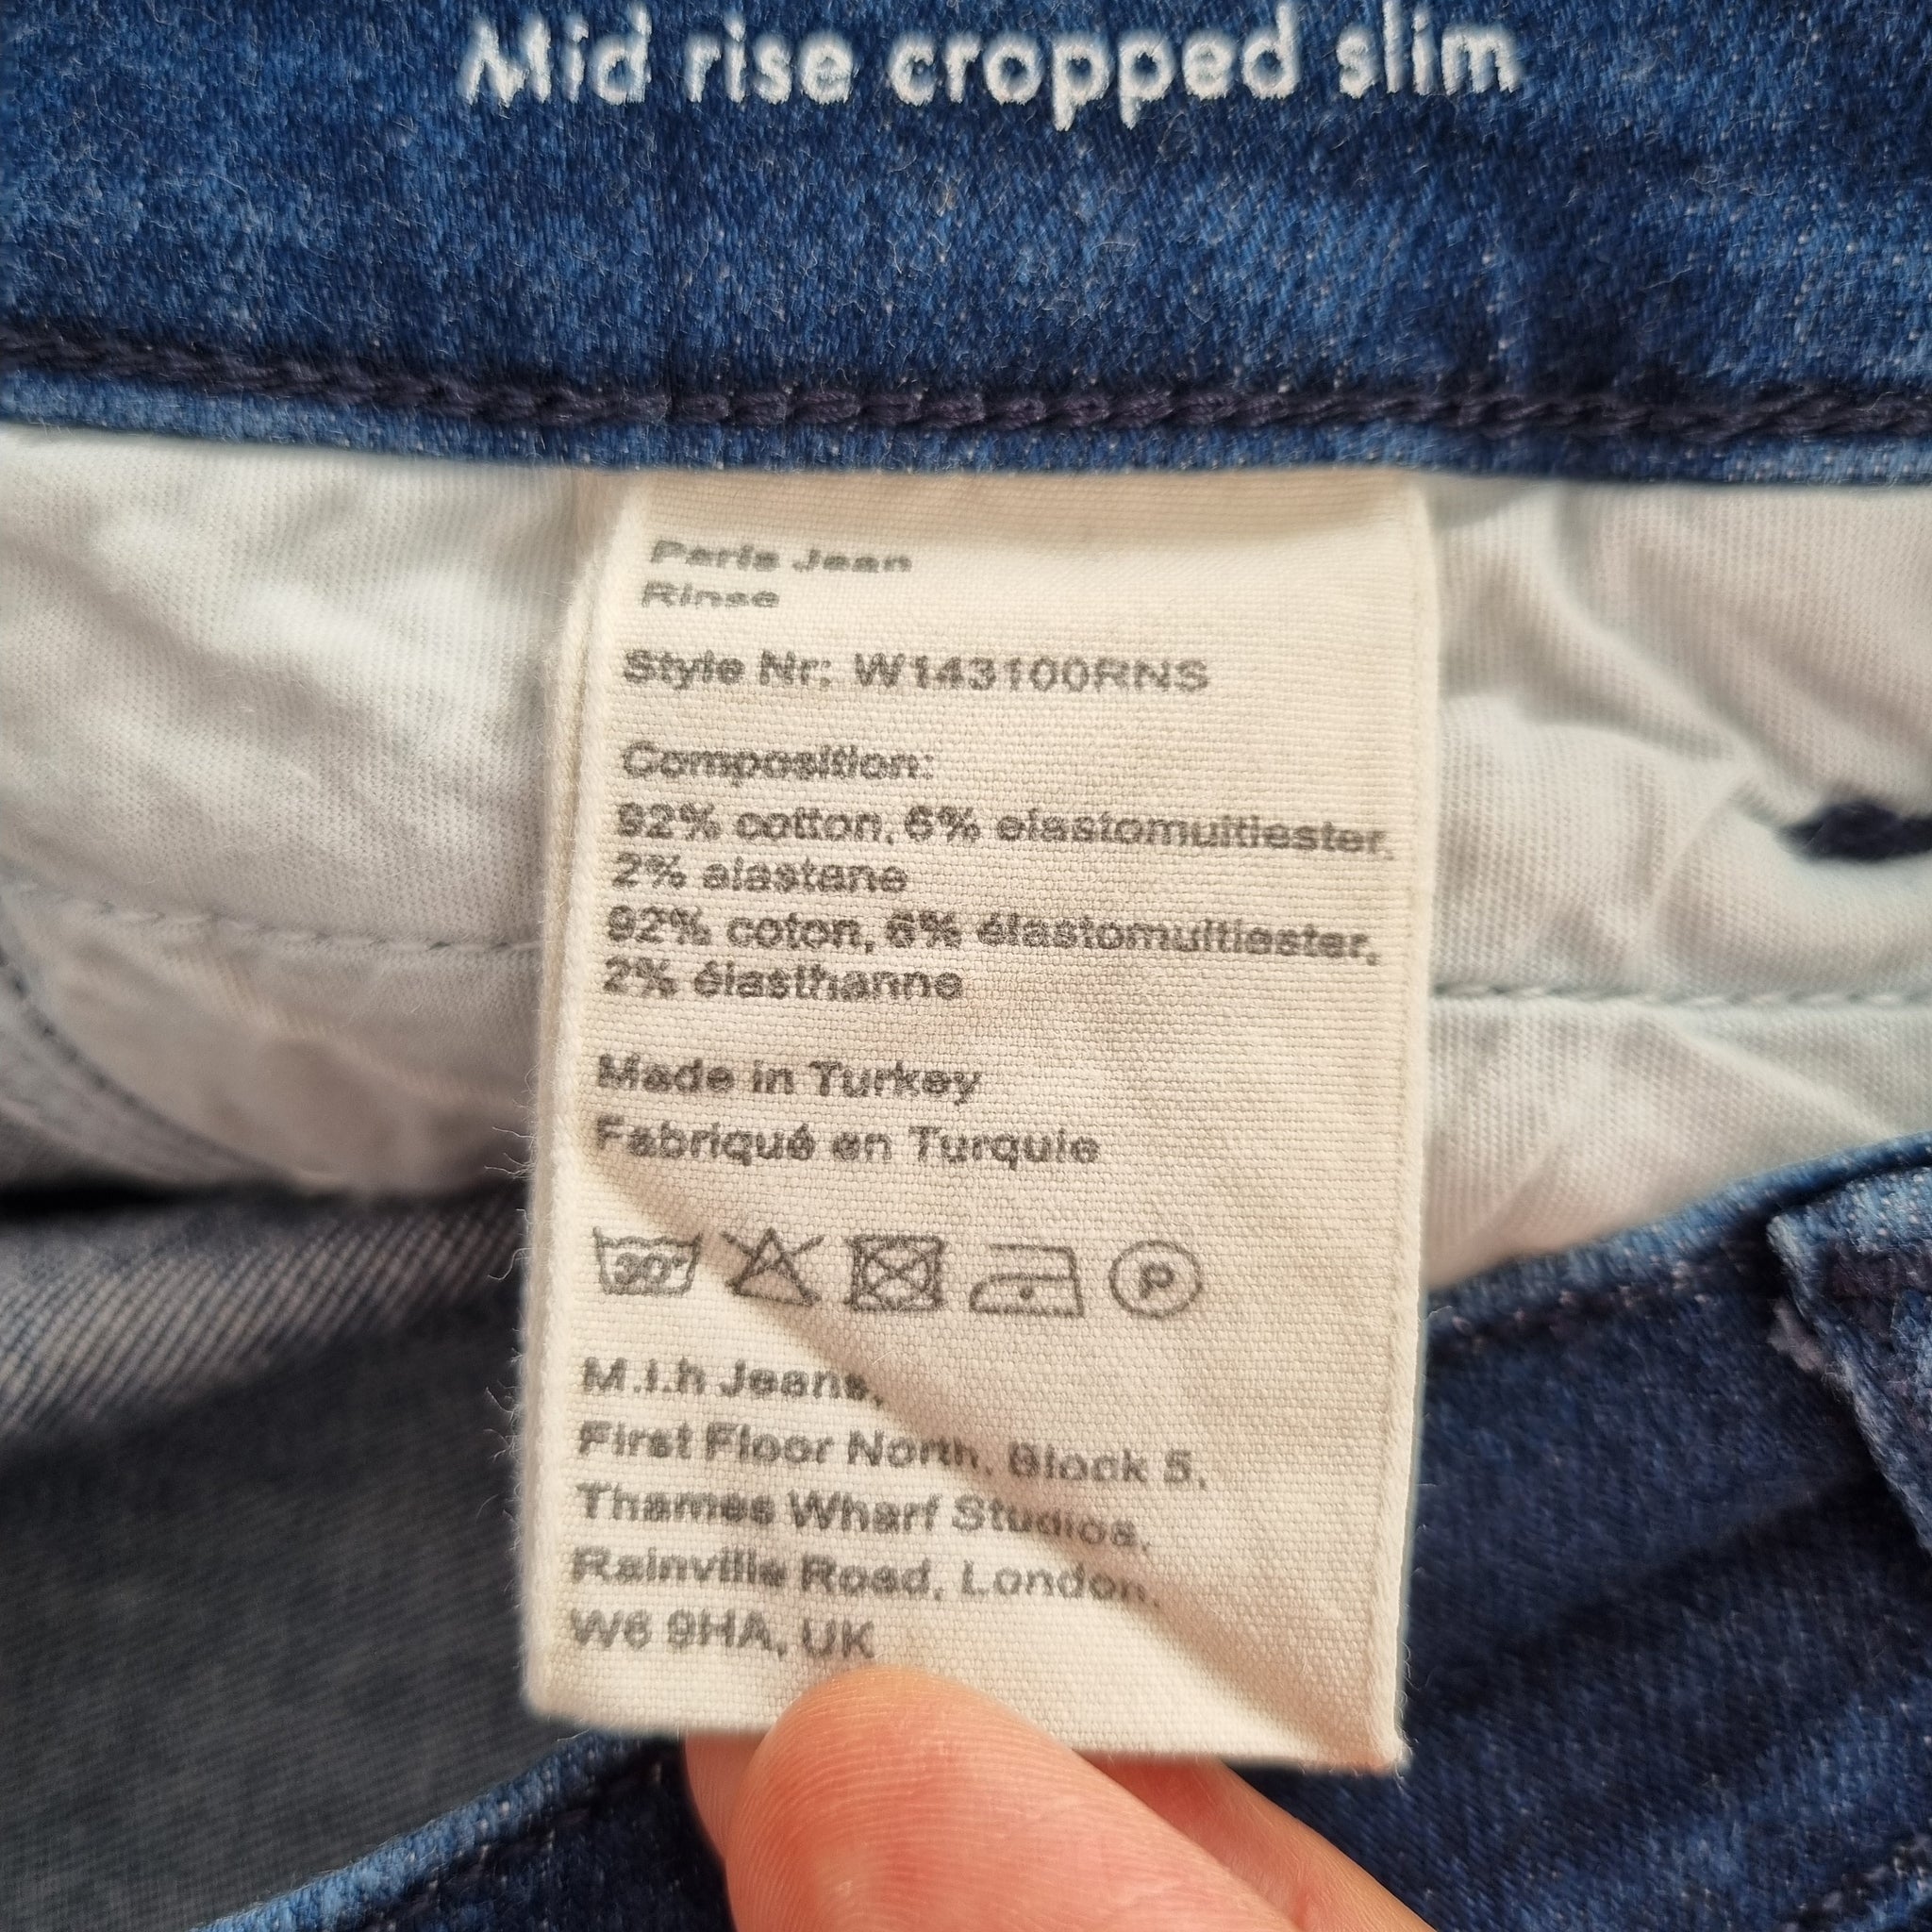 Mid rise cropped slim
Paris Jean
Rinse
Style Nr: W143100RNS
Composition:
92% cotton, 6% elastomultiester,
2% elastane
92% coton, 6% élastomultiester,
2% élasthanne
Made in Turkey
Fabriqué en Turquie
30°
P
M.i.h Jeans,
First Floor North, Block 5,
Thames Wharf Studios,
Rainville Road, London,
W6 9HA, UK